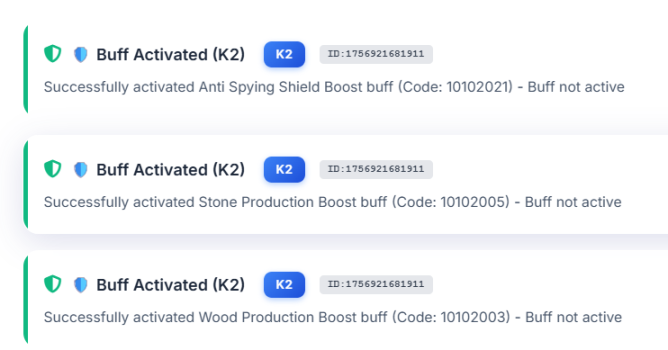 Buff Activated (K2) K2 ID:1756921681911
Successfully activated Anti Spying Shield Boost buff (Code: 10102021) - Buff not active
Buff Activated (K2) K2 ID:1756921681911
Successfully activated Stone Production Boost buff (Code: 10102005) - Buff not active
Buff Activated (K2) K2 ID:1756921681911
Successfully activated Wood Production Boost buff (Code: 10102003) - Buff not active